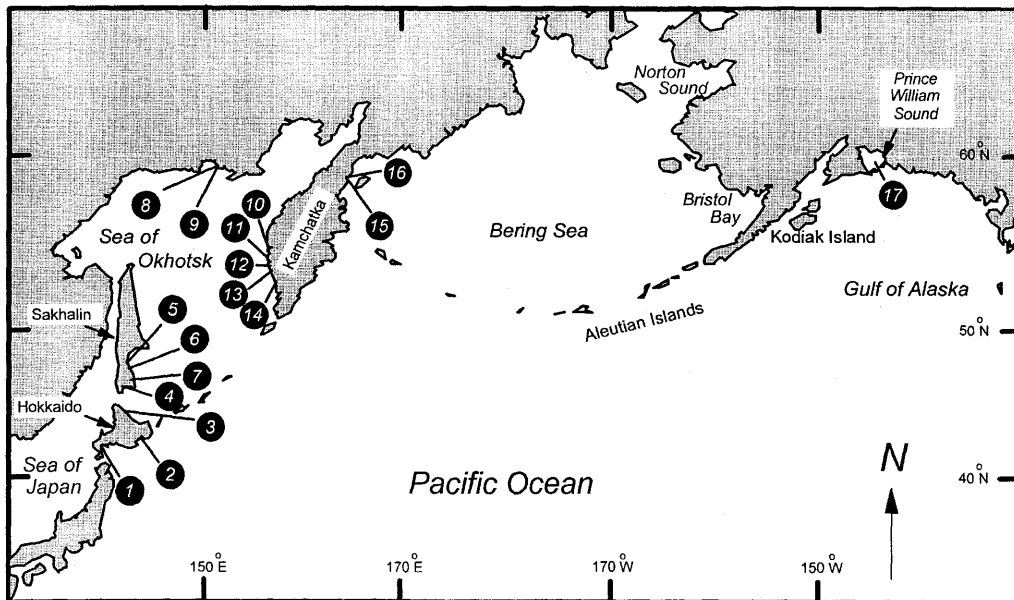 Norton
Sound
Prince
William
Sound
60°N
16
17
8
9
10
11
12
13
14
15
Kamchatka
Bristol
Bay
Kodiak Island
Sea of
Okhotsk
Bering Sea
Gulf of Alaska
Aleutian Islands
Sakhalin
5
6
7
4
50°N
Hokkaido
3
Sea of
Japan
1
2
Pacific Ocean
N
40°N
150°E
170°E
170°W
150°W